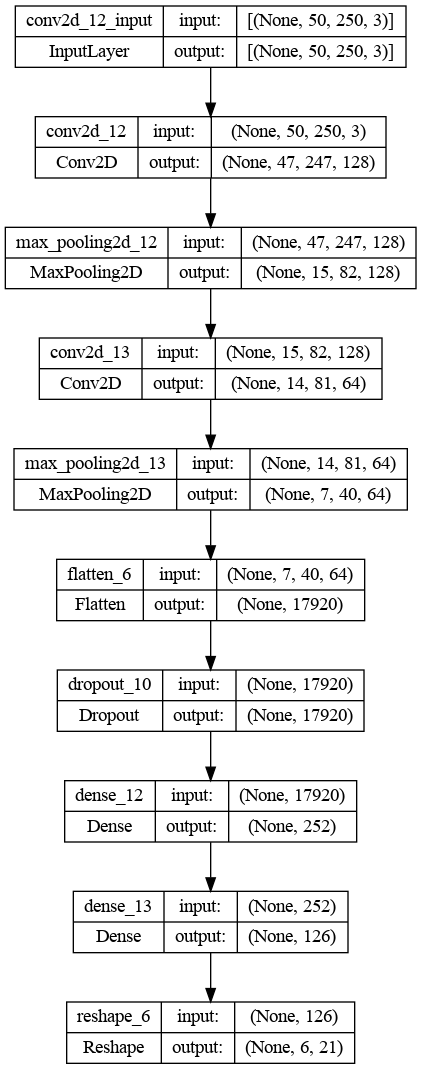 conv2d_12_input input: [(None, 50, 250, 3)]
InputLayer output: [(None, 50, 250, 3)]
conv2d_12 input: (None, 50, 250, 3)
Conv2D output: (None, 47, 247, 128)
max_pooling2d_12 input: (None, 47, 247, 128)
MaxPooling2D output: (None, 15, 82, 128)
conv2d_13 input: (None, 15, 82, 128)
Conv2D output: (None, 14, 81, 64)
max_pooling2d_13 input: (None, 14, 81, 64)
MaxPooling2D output: (None, 7, 40, 64)
flatten_6 input: (None, 7, 40, 64)
Flatten output: (None, 17920)
dropout_10 input: (None, 17920)
Dropout output: (None, 17920)
dense_12 input: (None, 17920)
Dense output: (None, 252)
dense_13 input: (None, 252)
Dense output: (None, 126)
reshape_6 input: (None, 126)
Reshape output: (None, 6, 21)